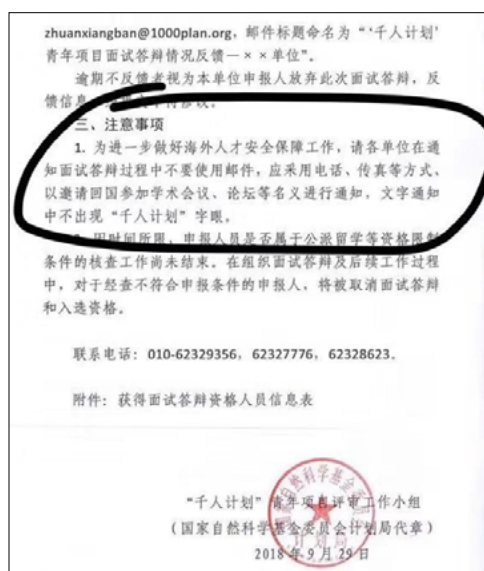 zhuanxiangban@1000plan.org，邮件标题命名为“‘千人计划’
青年项目面试答辩情况反馈—××单位”。
逾期不反馈者视为本单位申报人放弃此次面试答辩，反
馈信息
三、注意事项
1. 为进一步做好海外人才安全保障工作，请各单位在通
知面试答辩过程中不要使用邮件，应采用电话、传真等方式、
以邀请回国参加学术会议、论坛等名义进行通知，文字通知
中不出现“千人计划”字眼。
因时间所限，申报人员是否属于公派留学等资格限制
条件的核查工作尚未结束。在组织面试答辩及后续工作过程
中，对于经查不符合申报条件的申报人，将被取消面试答辩
和入选资格。
联系电话：010-62329356，62327776，62328623。
附件：获得面试答辩资格人员信息表
“千人计划”青年项目评审工作小组
（国家自然科学基金委员会计划局代章）
2018年9月29日